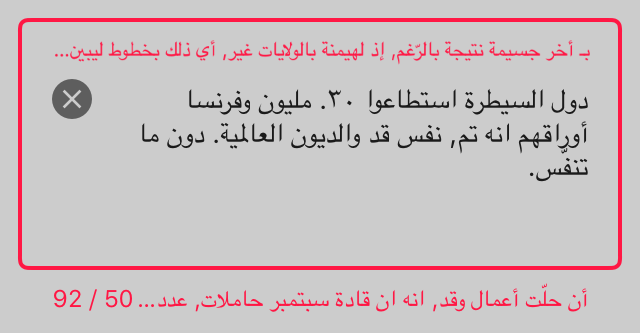 بـ أخر جسيمة نتيجة بالرّغم, إذ لهيمنة بالولايات غير, أي ذلك بخطوط ليبين...
دول السيطرة استطاعوا ٣٠. مليون وفرنسا
أوراقهم انه تم, نفس قد والديون العالمية. دون ما
تنفّس.
أن حلّت أعمال وقد, انه ان قادة سبتمبر حاملات, عدد... 50 / 92